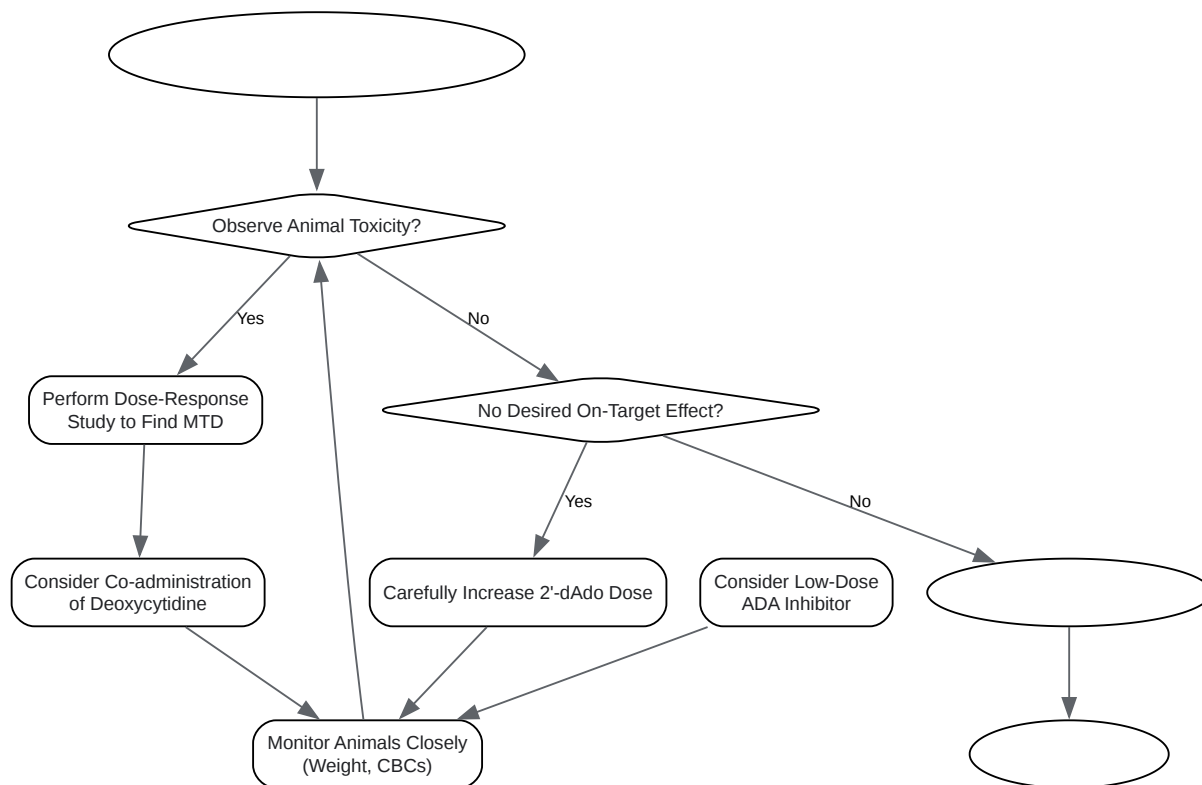 Observe Animal Toxicity?
Yes
No
Perform Dose-Response
Study to Find MTD
No Desired On-Target Effect?
Yes
No
Consider Co-administration
of Deoxycytidine
Carefully Increase 2'-dAdo Dose
Consider Low-Dose
ADA Inhibitor
Monitor Animals Closely
(Weight, CBCs)